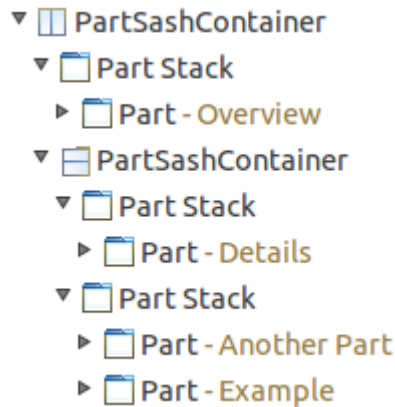 PartSashContainer
Part Stack
Part - Overview
PartSashContainer
Part Stack
Part - Details
Part Stack
Part - Another Part
Part - Example